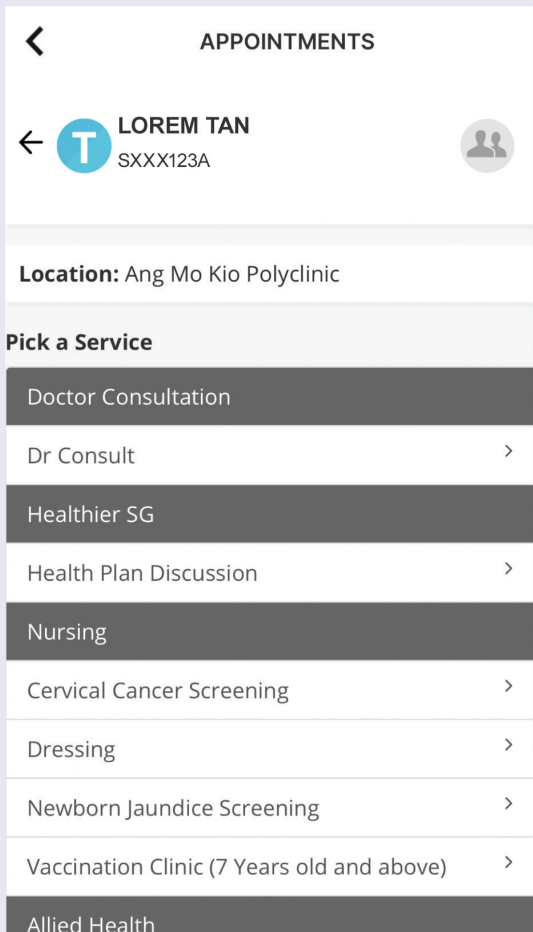 APPOINTMENTS
T
LOREM TAN
SXXX123A
Location: Ang Mo Kio Polyclinic
Pick a Service
Doctor Consultation
Dr Consult
Healthier SG
Health Plan Discussion
Nursing
Cervical Cancer Screening
Dressing
Newborn Jaundice Screening
Vaccination Clinic (7 Years old and above)
Allied Health